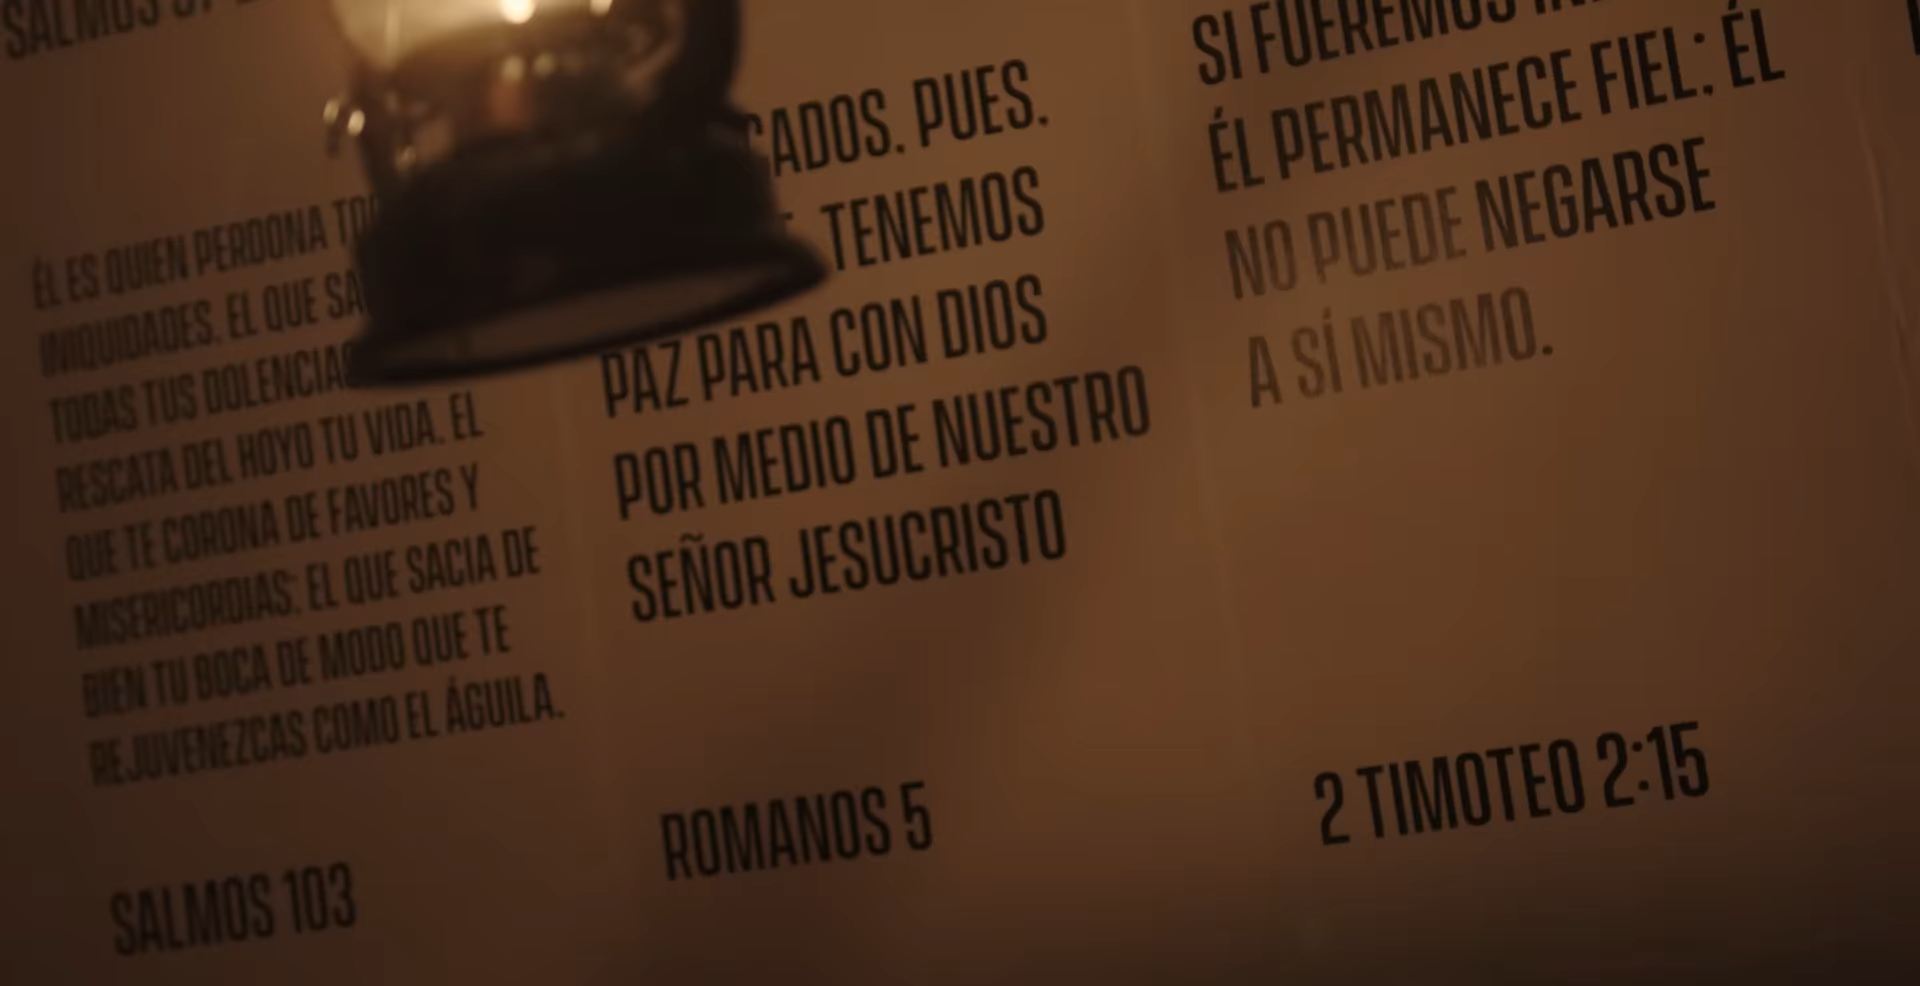 SALMOS
ÉL ES QUIEN PERDONA
INIQUIDADES, EL QUE
TODAS TUS DOLENCIAS
RESCATA DEL HOYO TU VIDA. EL
QUE TE CORONA DE FAVORES Y
MISERICORDIAS; EL QUE SACIA DE
BIEN TU BOCA DE MODO QUE TE
REJUVENEZCAS COMO EL ÁGUILA.
SALMOS 103
CADOS, PUES,
TENEMOS
PAZ PARA CON DIOS
POR MEDIO DE NUESTRO
SEÑOR JESUCRISTO
ROMANOS 5
SI FUEREMOS
ÉL PERMANECE FIEL; ÉL
NO PUEDE NEGARSE
A SÍ MISMO.
2 TIMOTEO 2:15